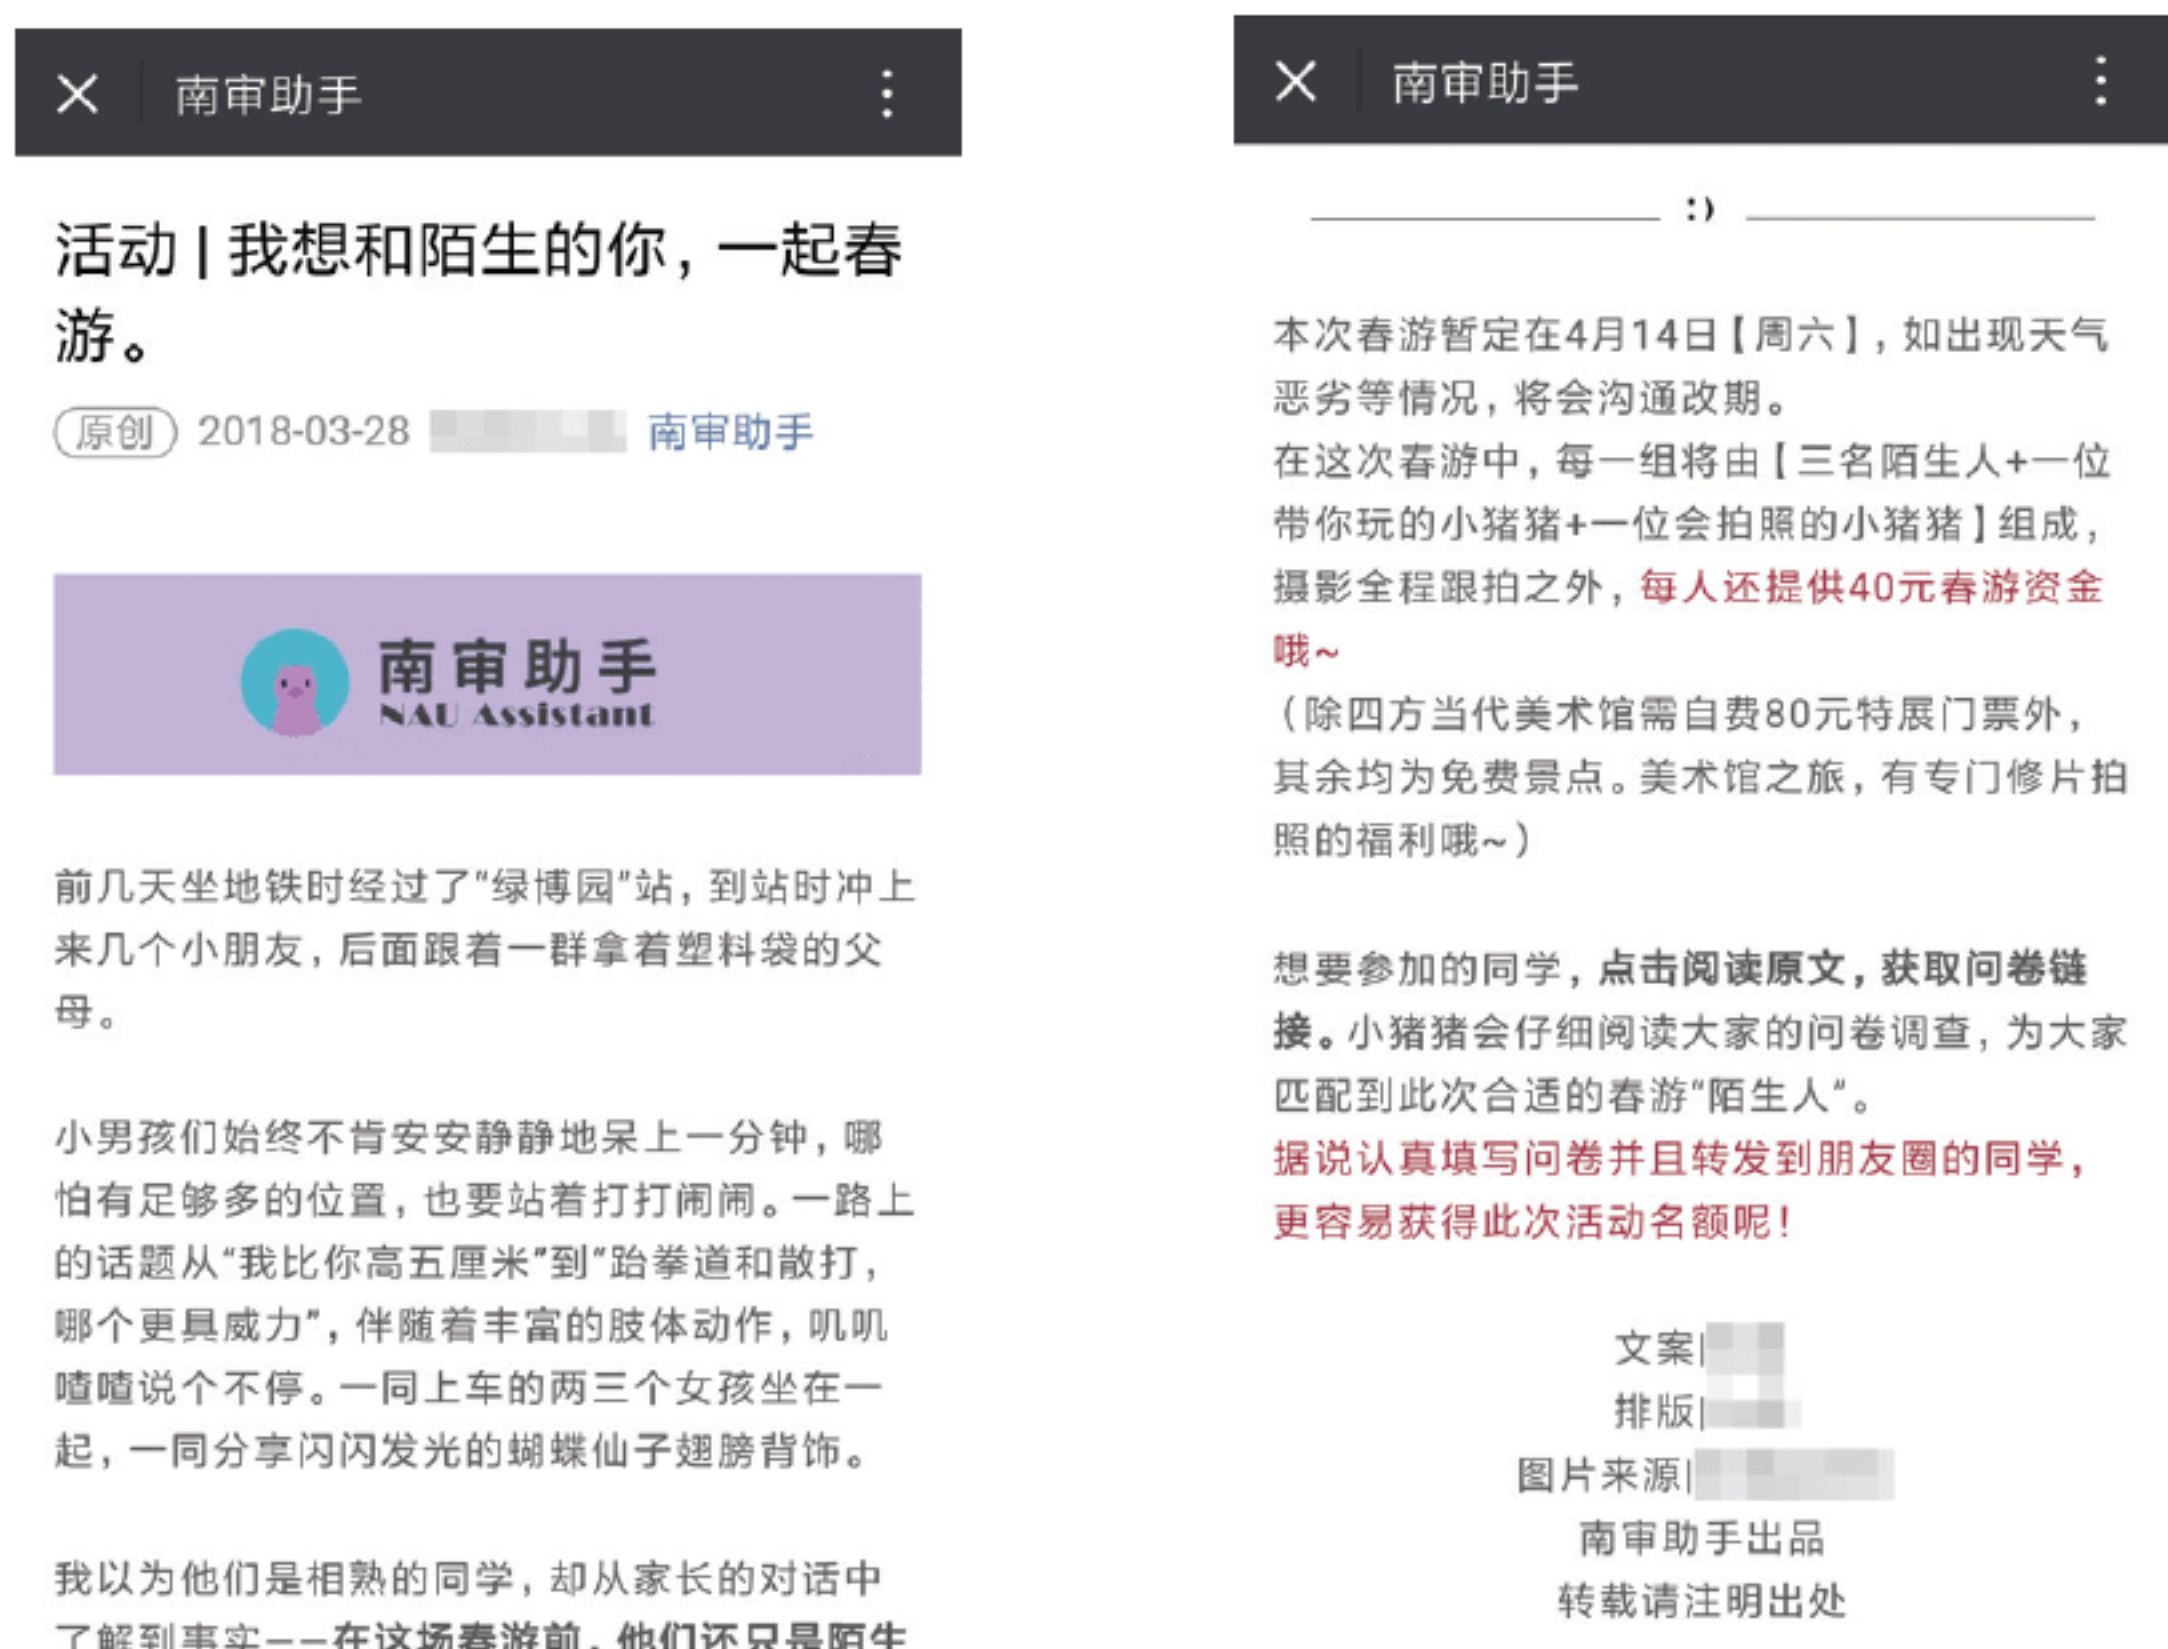 南审助手
活动 | 我想和陌生的你，一起春
游。
原创 2018-03-28 南审助手
南审助手
NAU Assistant
前几天坐地铁时经过了“绿博园”站，到站时冲上
来几个小朋友，后面跟着一群拿着塑料袋的父
母。
小男孩们始终不肯安安静静地呆上一分钟，哪
怕有足够多的位置，也要站着打打闹闹。一路上
的话题从“我比你高五厘米”到“跆拳道和散打，
哪个更具威力”，伴随着丰富的肢体动作，叽叽
喳喳说个不停。一同上车的两三个女孩坐在一
起，一同分享闪闪发光的蝴蝶仙子翅膀背饰。
我以为他们是相熟的同学，却从家长的对话中
了解到事实——在这场春游前，他们还只是陌生
南审助手
:)
本次春游暂定在4月14日【周六】，如出现天气
恶劣等情况，将会沟通改期。
在这次春游中，每一组将由【三名陌生人+一位
带你玩的小猪猪+一位会拍照的小猪猪】组成，
摄影全程跟拍之外，每人还提供40元春游资金
哦~
（除四方当代美术馆需自费80元特展门票外，
其余均为免费景点。美术馆之旅，有专门修片拍
照的福利哦~）
想要参加的同学，点击阅读原文，获取问卷链
接。小猪猪会仔细阅读大家的问卷调查，为大家
匹配到此次合适的春游“陌生人”。
据说认真填写问卷并且转发到朋友圈的同学，
更容易获得此次活动名额呢！
文案|
排版|
图片来源|
南审助手出品
转载请注明出处